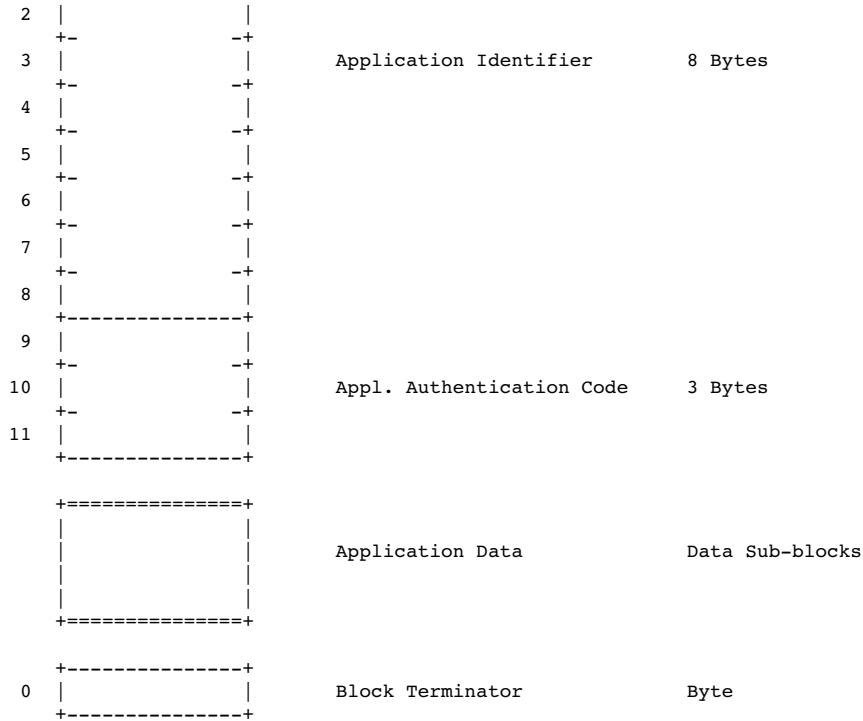 2 | |
+- -+
3 | | Application Identifier 8 Bytes
+- -+
4 | |
+- -+
5 | |
+- -+
6 | |
+- -+
7 | |
+- -+
8 | |
+---------------+
9 | |
+- -+
10 | | Appl. Authentication Code 3 Bytes
+- -+
11 | |
+---------------+
+===============+
| |
| | Application Data Data Sub-blocks
| |
| |
+===============+
+---------------+
0 | | Block Terminator Byte
+---------------+